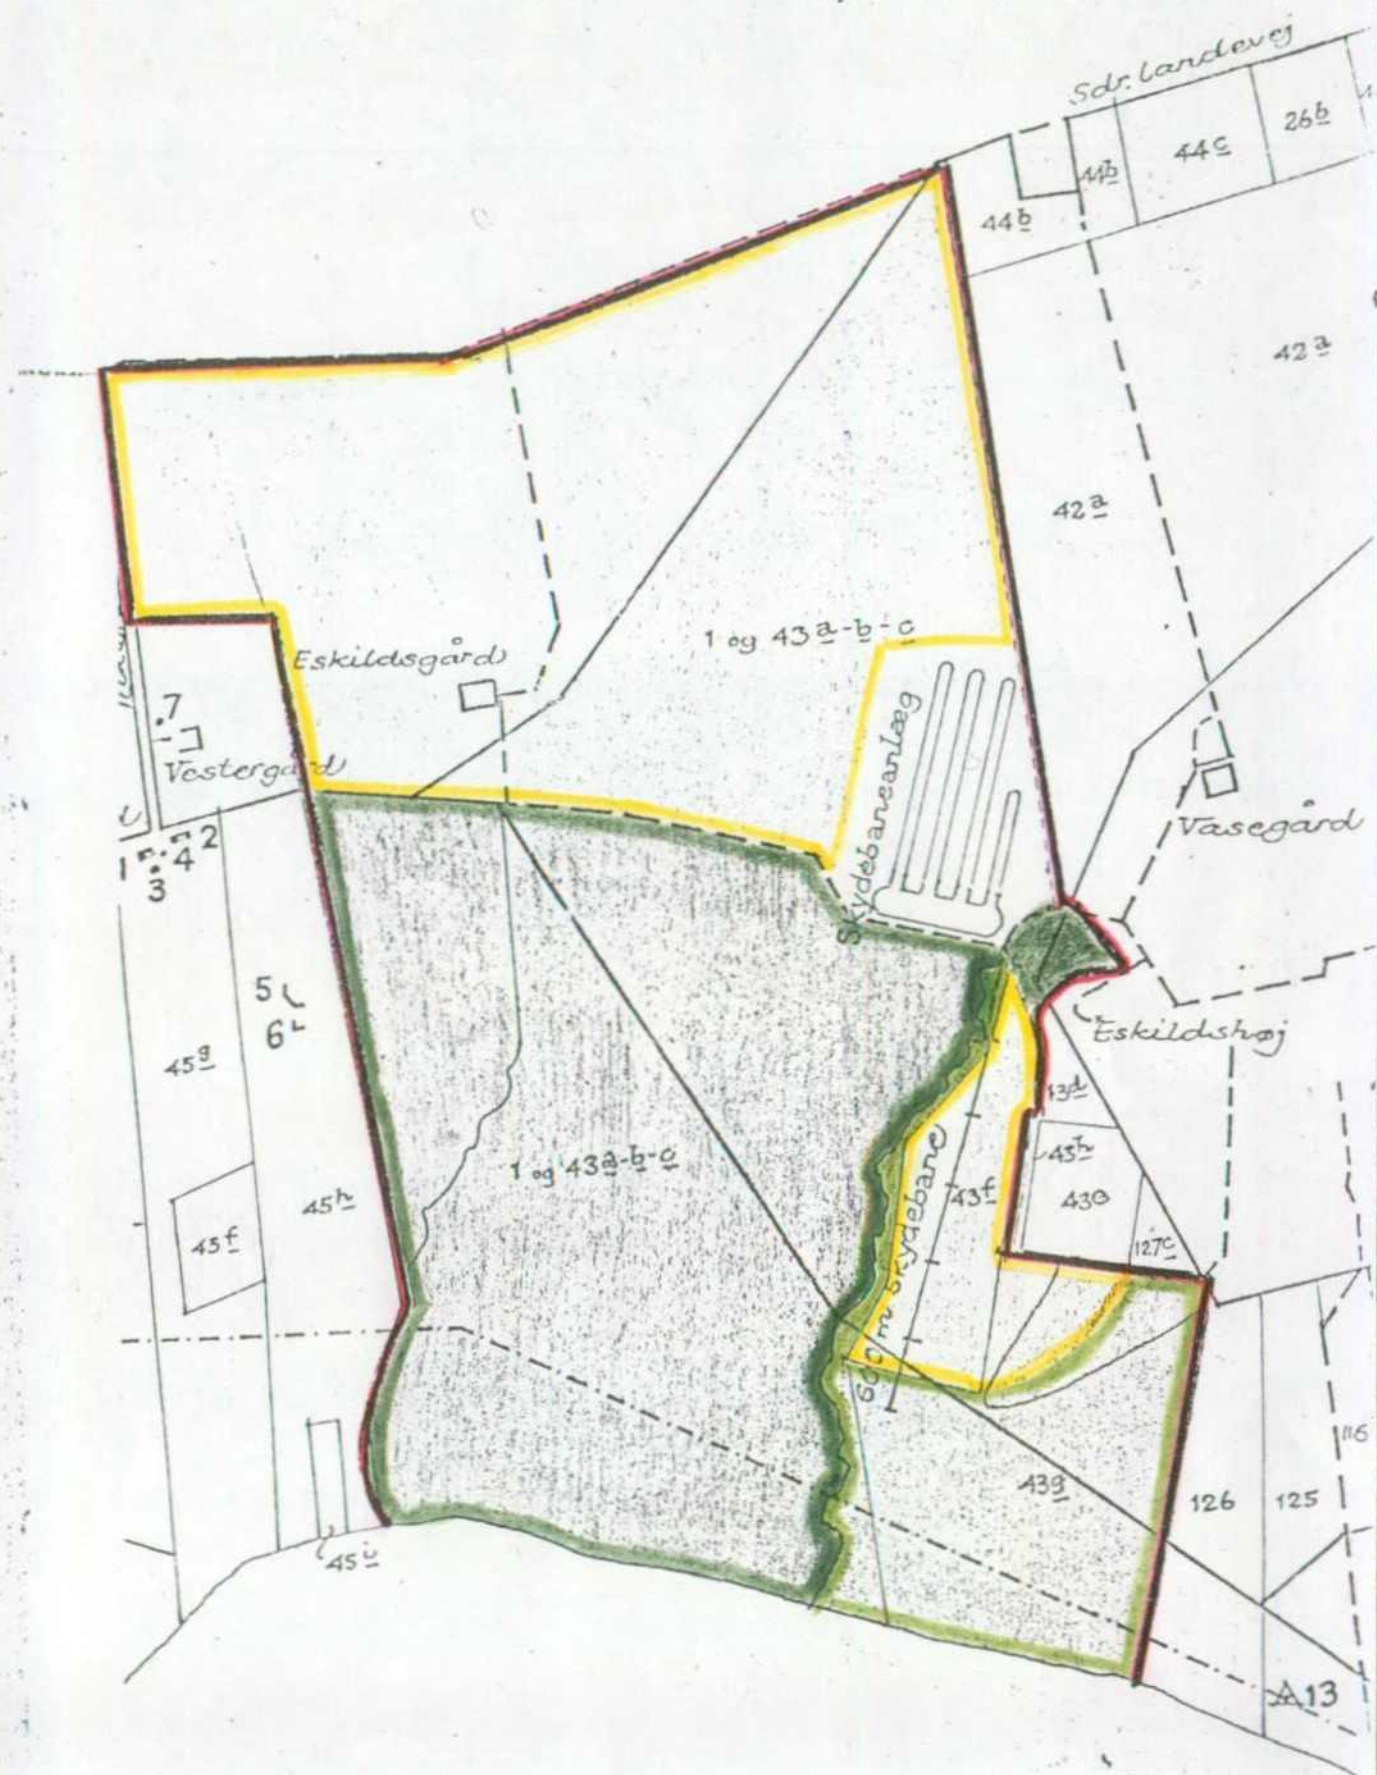 Sdr. Landevej
26b
44c
44b
44b
42a
42a
1 og 43a-b-c
Eskildsgård
7
Vestergård
Skydebaneanlæg
Vasegård
2
4
3
5
6
Eskildshøj
45g
43h
1 og 43a-b-c
43f
43e
45h
45f
127c
600 m Skydebane
43g
126
125
116
45i
A13